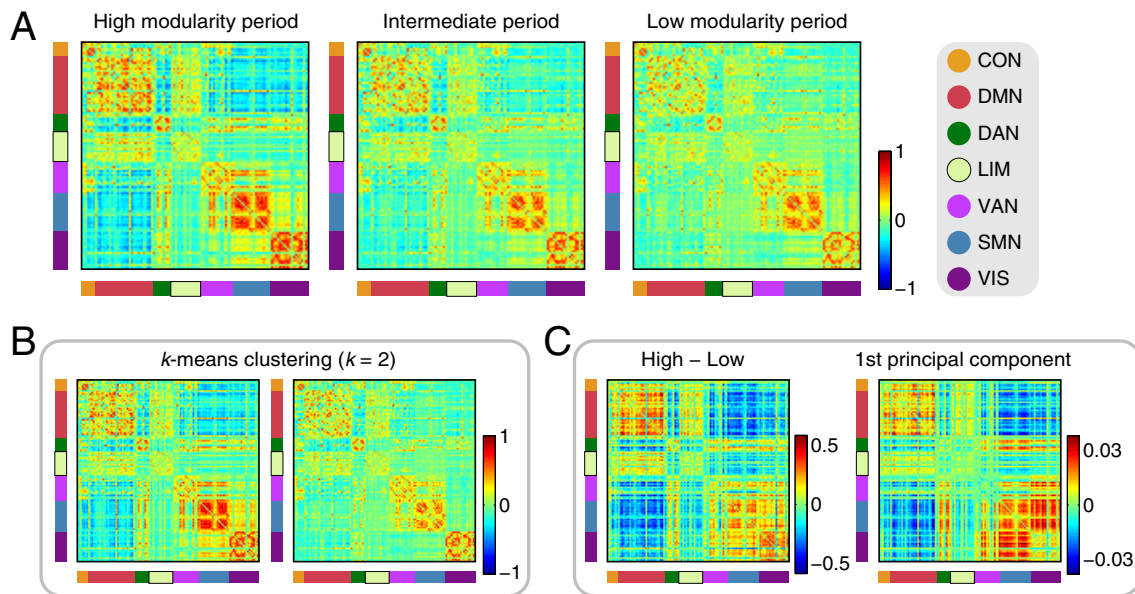 A
High modularity period
Intermediate period
Low modularity period
1
0
−1
CON
DMN
DAN
LIM
VAN
SMN
VIS
B
k-means clustering (k = 2)
1
0
−1
C
High − Low
0.5
0
−0.5
1st principal component
0.03
0
−0.03